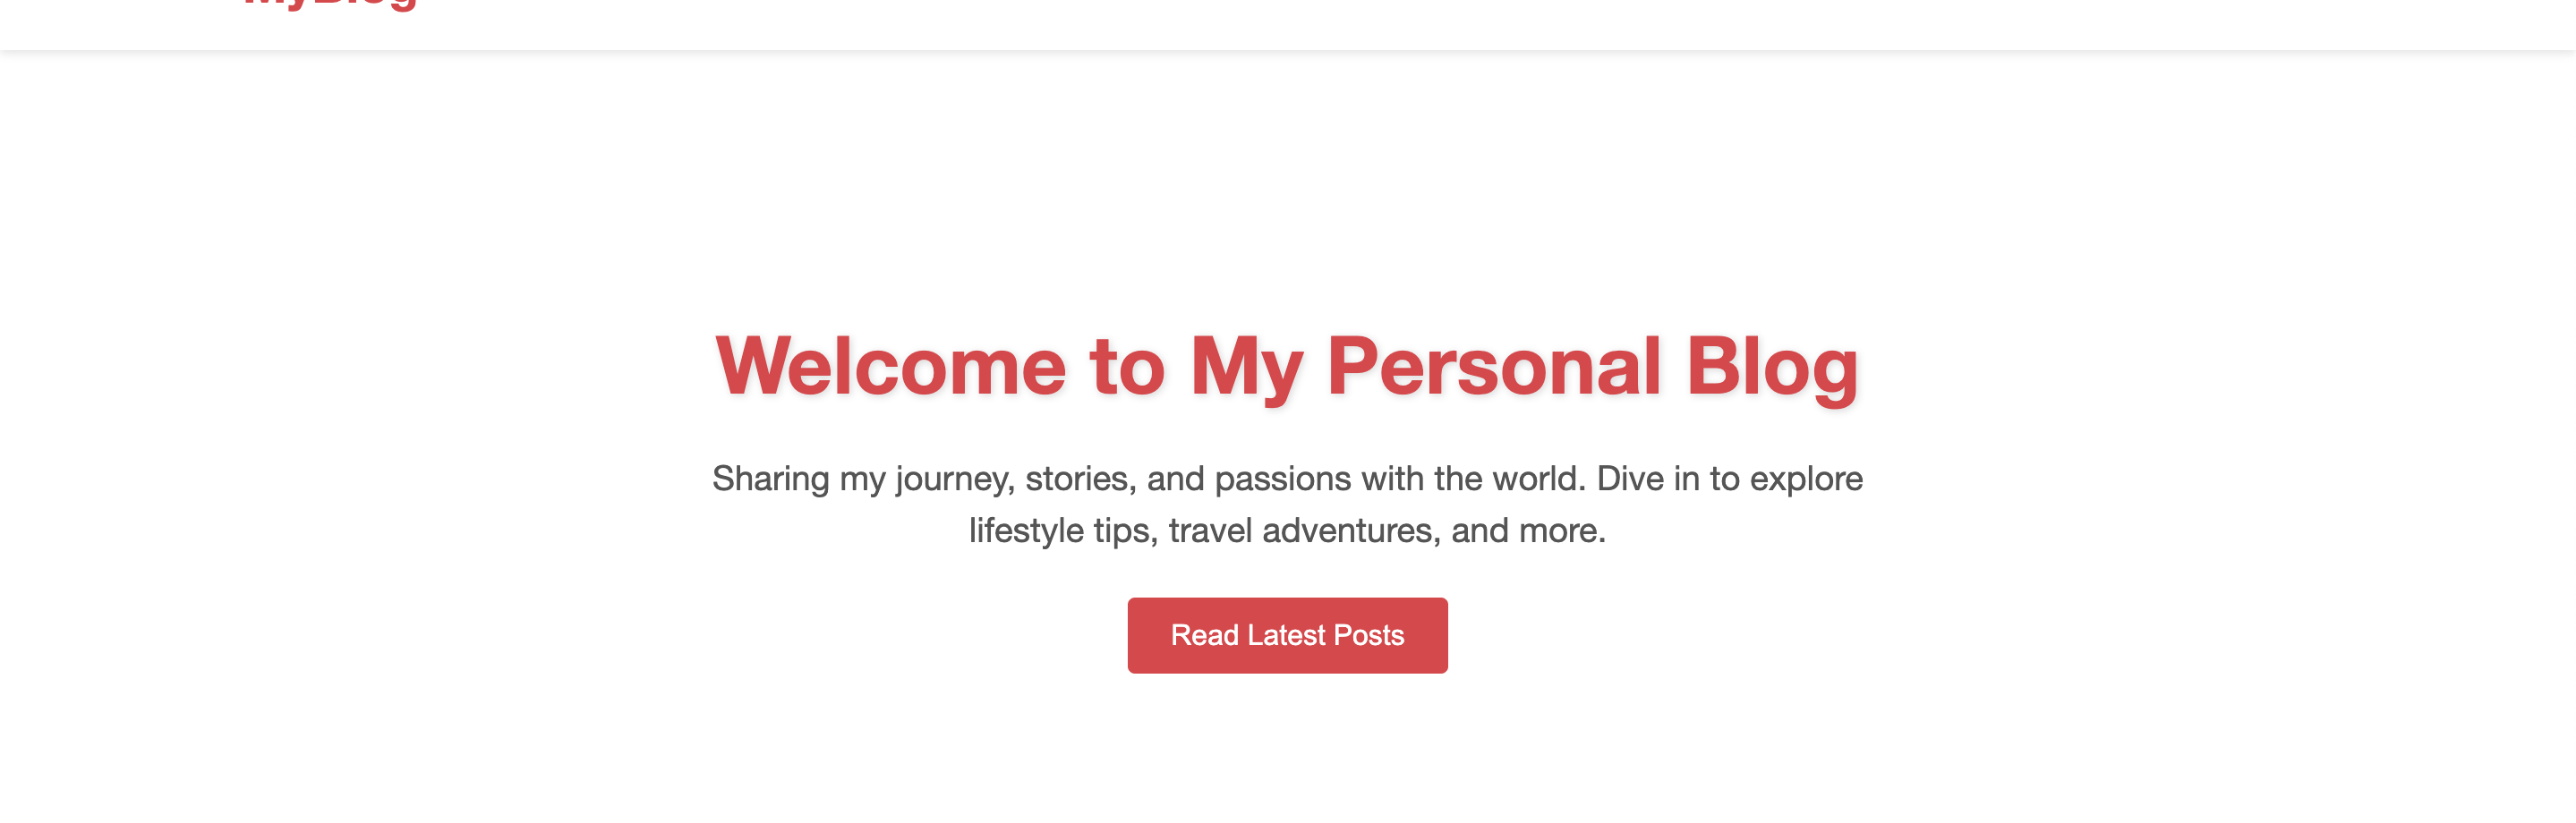 MyBlog
Welcome to My Personal Blog
Sharing my journey, stories, and passions with the world. Dive in to explore
lifestyle tips, travel adventures, and more.
Read Latest Posts